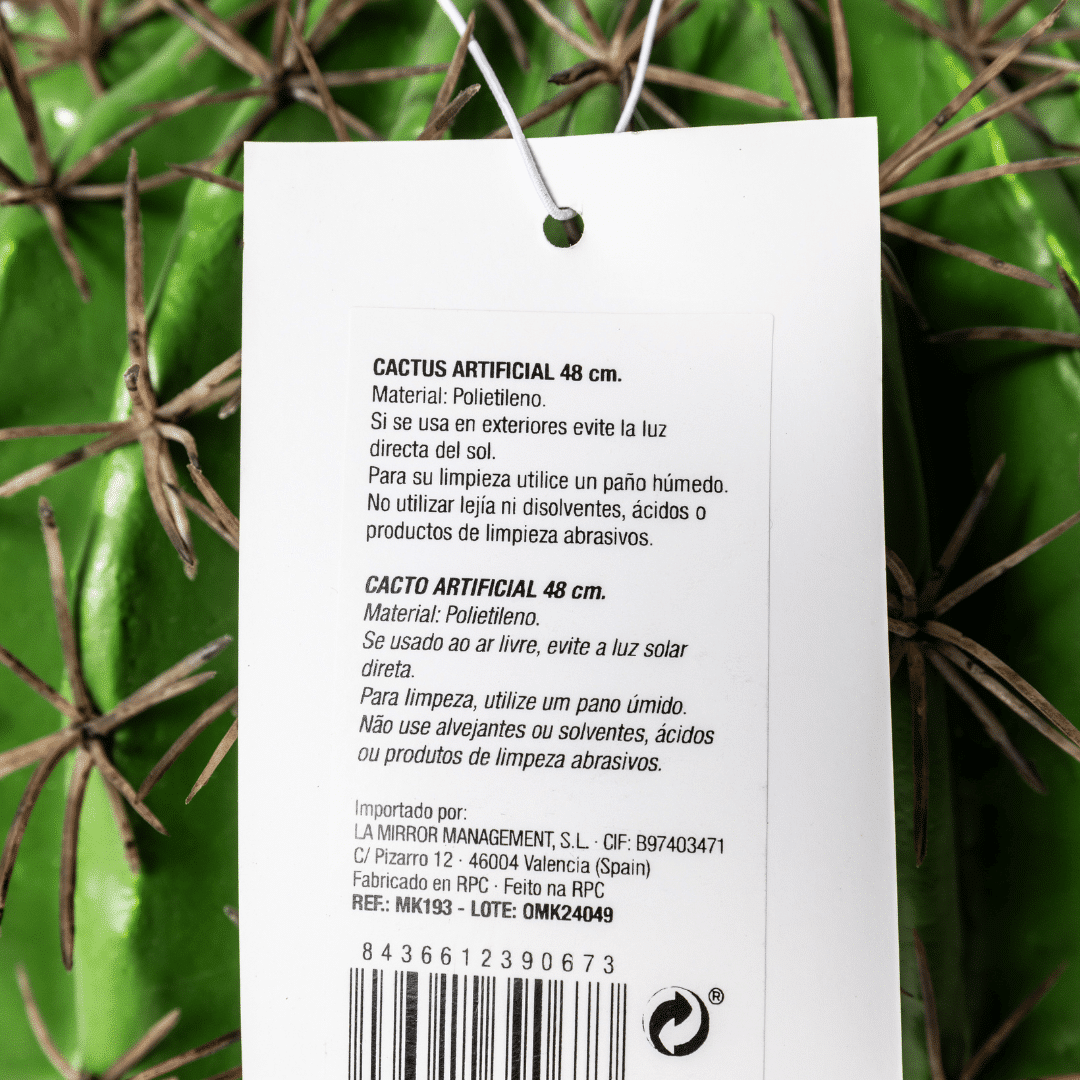 CACTUS ARTIFICIAL 48 cm.
Material: Polietileno.
Si se usa en exteriores evite la luz
directa del sol.
Para su limpieza utilice un paño húmedo.
No utilizar lejía ni disolventes, ácidos o
productos de limpieza abrasivos.
CACTO ARTIFICIAL 48 cm.
Material: Polietileno.
Se usado ao ar livre, evite a luz solar
direta.
Para limpeza, utilize um pano úmido.
Não use alvejantes ou solventes, ácidos
ou produtos de limpeza abrasivos.
Importado por:
LA MIRROR MANAGEMENT, S.L. · CIF: B97403471
C/ Pizarro 12 · 46004 Valencia (Spain)
Fabricado en RPC · Feito na RPC
REF.: MK193 - LOTE: OMK24049
8436612390673
®